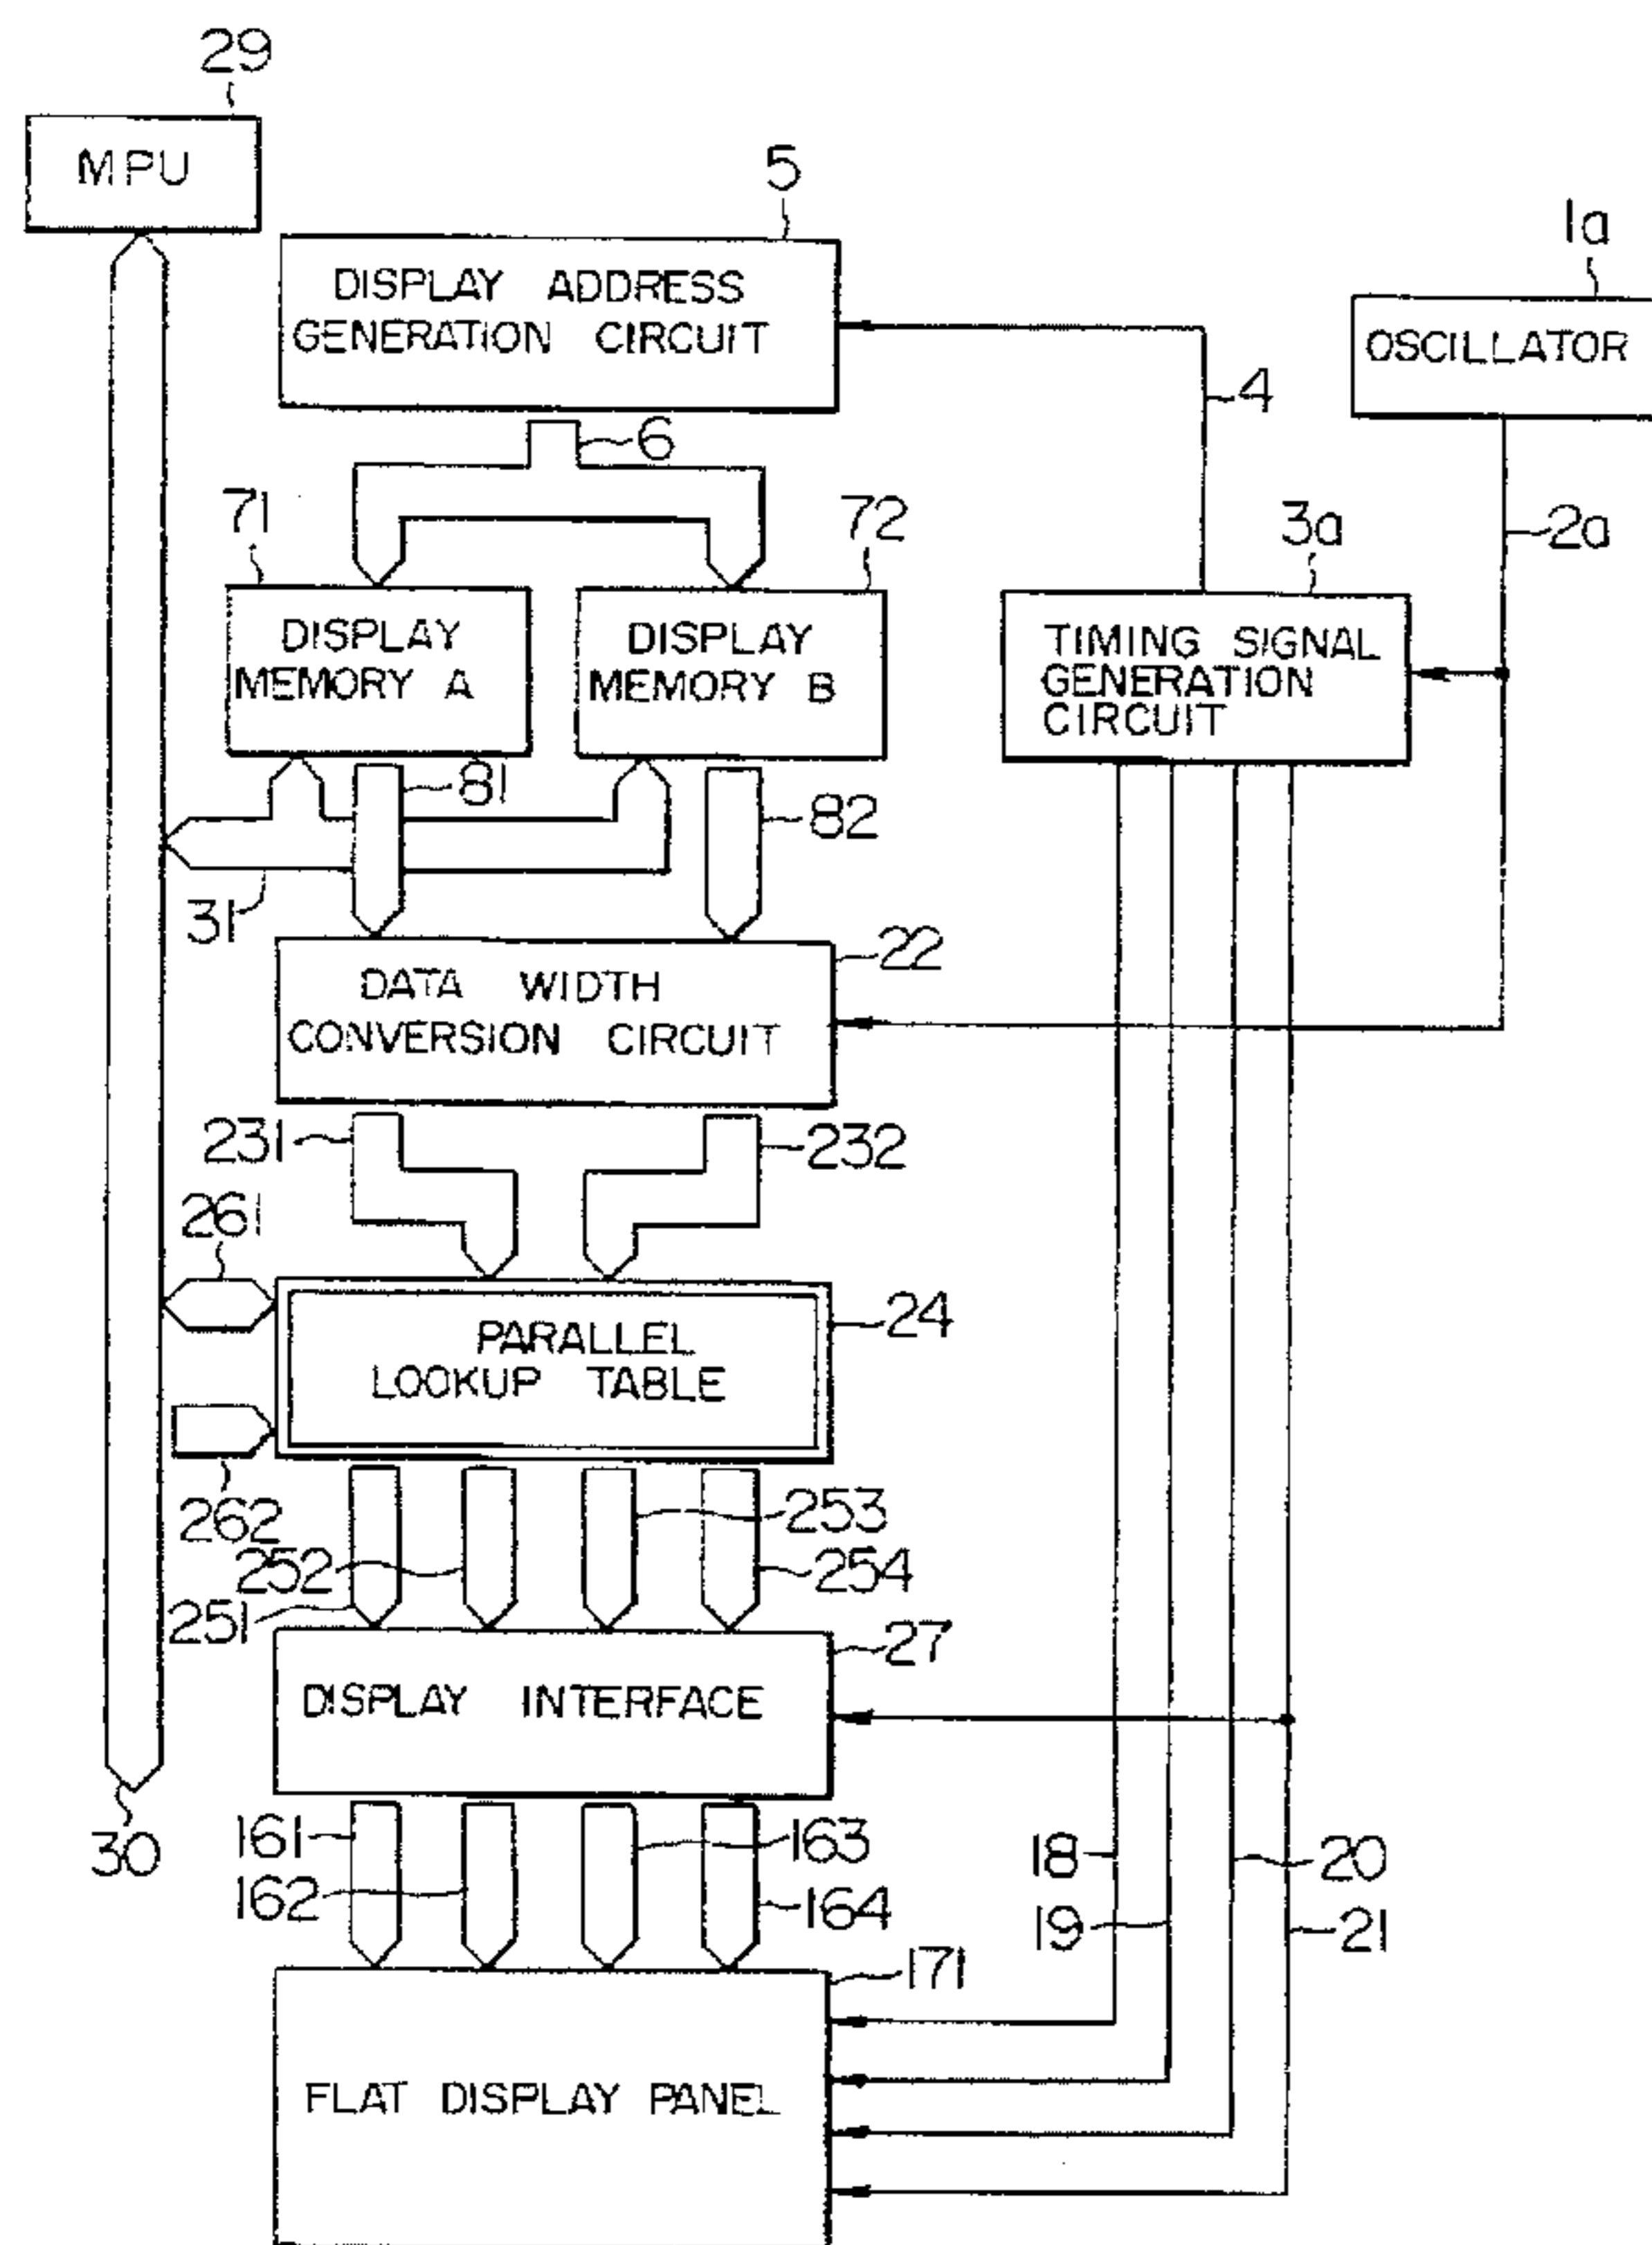 29
MPU
5
1a
DISPLAY ADDRESS
GENERATION CIRCUIT
OSCILLATOR
4
6
71
72
3a
2a
DISPLAY
MEMORY A
DISPLAY
MEMORY B
TIMING SIGNAL
GENERATION
CIRCUIT
81
82
31
22
DATA WIDTH
CONVERSION CIRCUIT
231
232
261
24
PARALLEL
LOOKUP TABLE
262
253
252
254
251
27
DISPLAY INTERFACE
30
161
163
18
20
162
164
19
21
171
FLAT DISPLAY PANEL